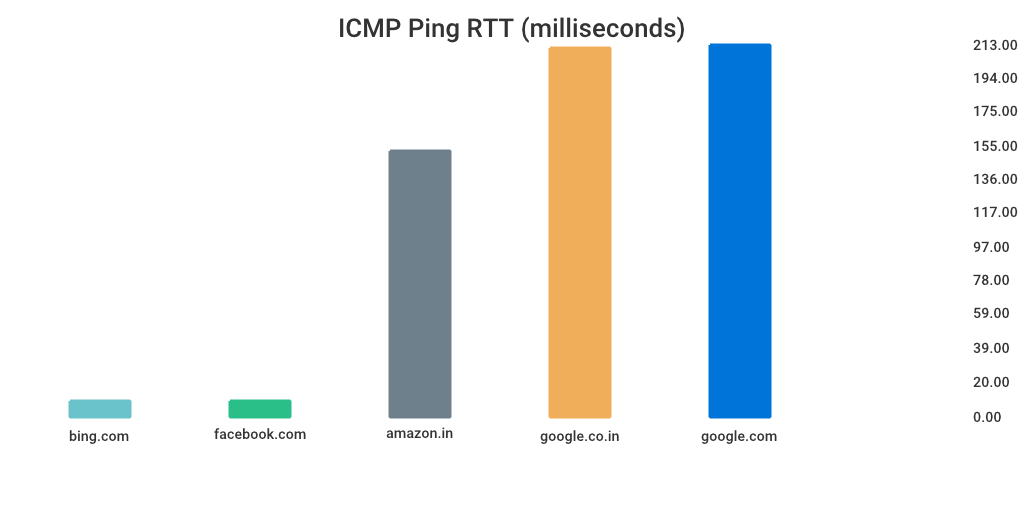 ICMP Ping RTT (milliseconds)
213.00
194.00
175.00
155.00
136.00
117.00
97.00
78.00
59.00
39.00
20.00
0.00
bing.com
facebook.com
amazon.in
google.co.in
google.com